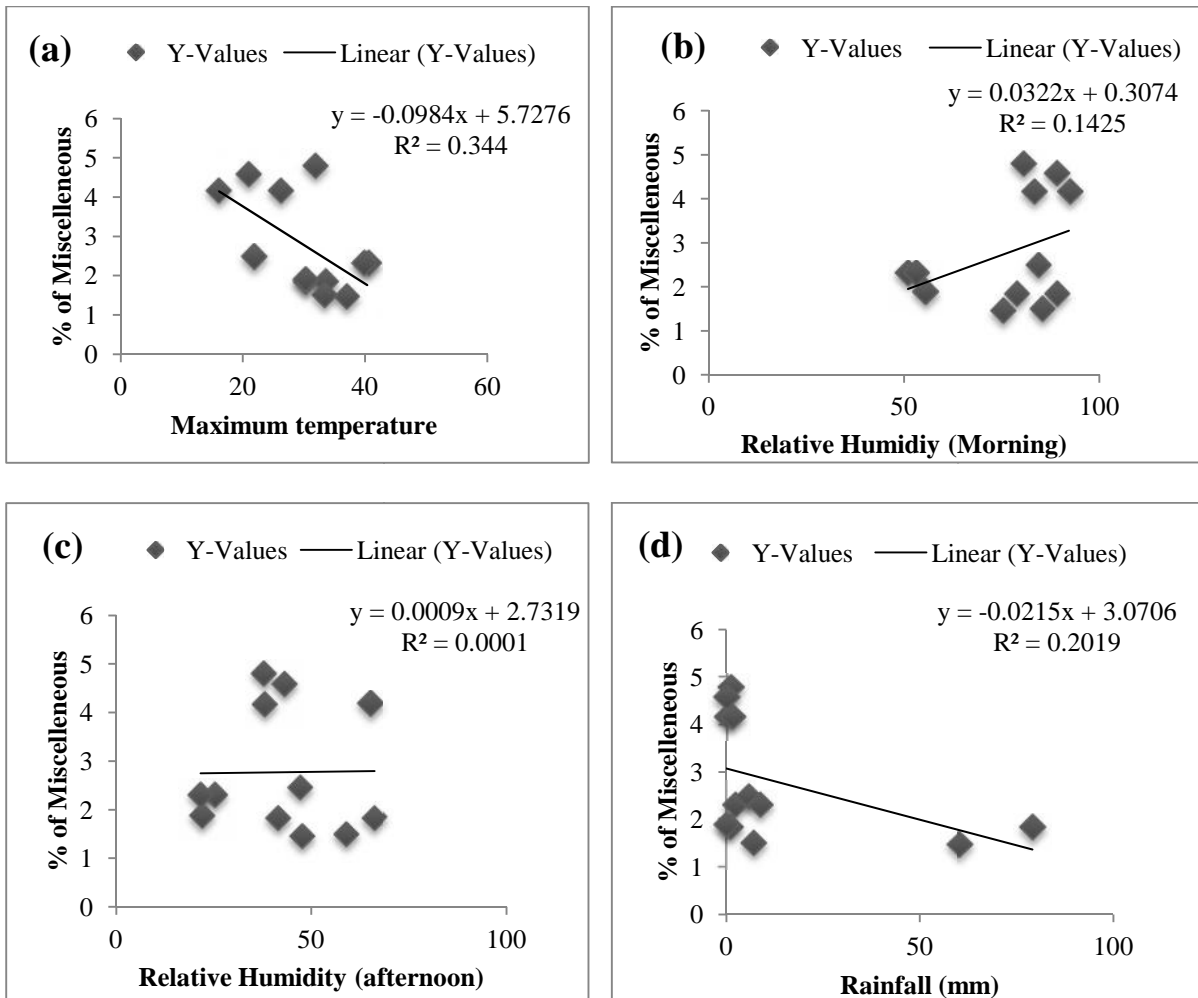 (a)
Y-Values Linear (Y-Values)
y = -0.0984x + 5.7276
R² = 0.344
% of Miscelleneous
6
5
4
3
2
1
0
0 20 40 60
Maximum temperature
(b)
Y-Values Linear (Y-Values)
y = 0.0322x + 0.3074
R² = 0.1425
% of Miscelleneous
6
5
4
3
2
1
0
0 50 100
Relative Humidiy (Morning)
(c)
Y-Values Linear (Y-Values)
y = 0.0009x + 2.7319
R² = 0.0001
% of Miscelleneous
6
5
4
3
2
1
0
0 50 100
Relative Humidity (afternoon)
(d)
Y-Values Linear (Y-Values)
y = -0.0215x + 3.0706
R² = 0.2019
% of Miscelleneous
6
5
4
3
2
1
0
0 50 100
Rainfall (mm)